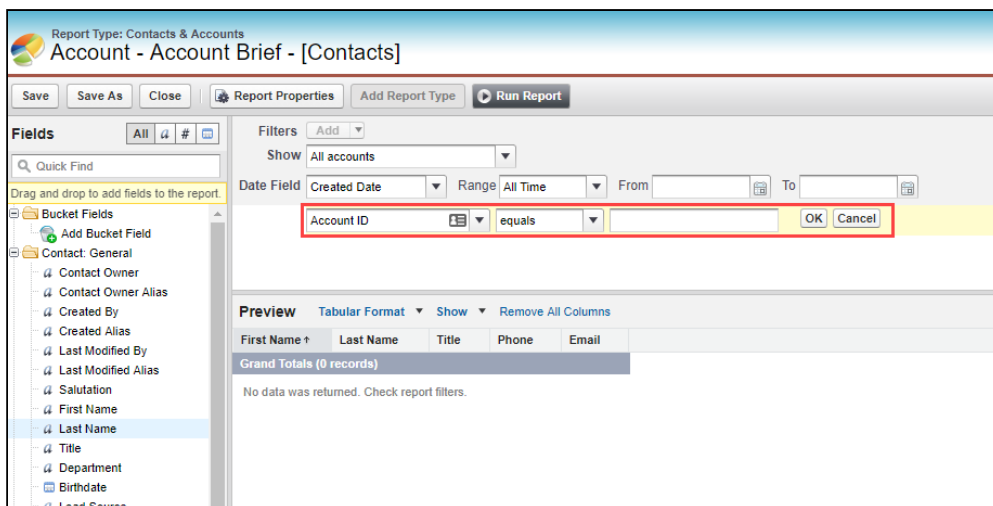 Report Type: Contacts & Accounts
Account - Account Brief - [Contacts]
Save Save As Close Report Properties Add Report Type Run Report
Fields All a # Filters Add
Quick Find
Show All accounts
Drag and drop to add fields to the report.
Date Field Created Date Range All Time From To
Bucket Fields
Account ID equals OK Cancel
Add Bucket Field
Contact: General
Contact Owner
Contact Owner Alias
Created By
Created Alias
Last Modified By
Last Modified Alias
Salutation
First Name
Last Name
Title
Department
Birthdate
Lead Source
Preview Tabular Format Show Remove All Columns
First Name ↑ Last Name Title Phone Email
Grand Totals (0 records)
No data was returned. Check report filters.